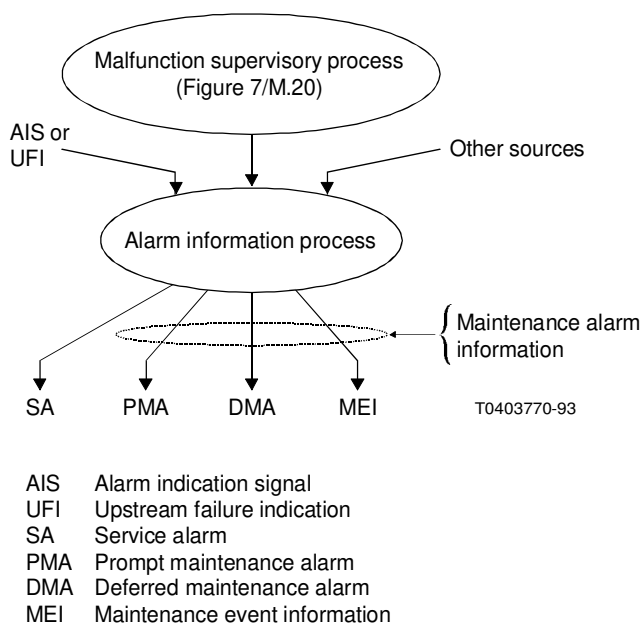 Malfunction supervisory process
(Figure 7/M.20)
AIS or
UFI
Other sources
Alarm information process
Maintenance alarm
information
SA PMA DMA MEI
T0403770-93
AIS Alarm indication signal
UFI Upstream failure indication
SA Service alarm
PMA Prompt maintenance alarm
DMA Deferred maintenance alarm
MEI Maintenance event information